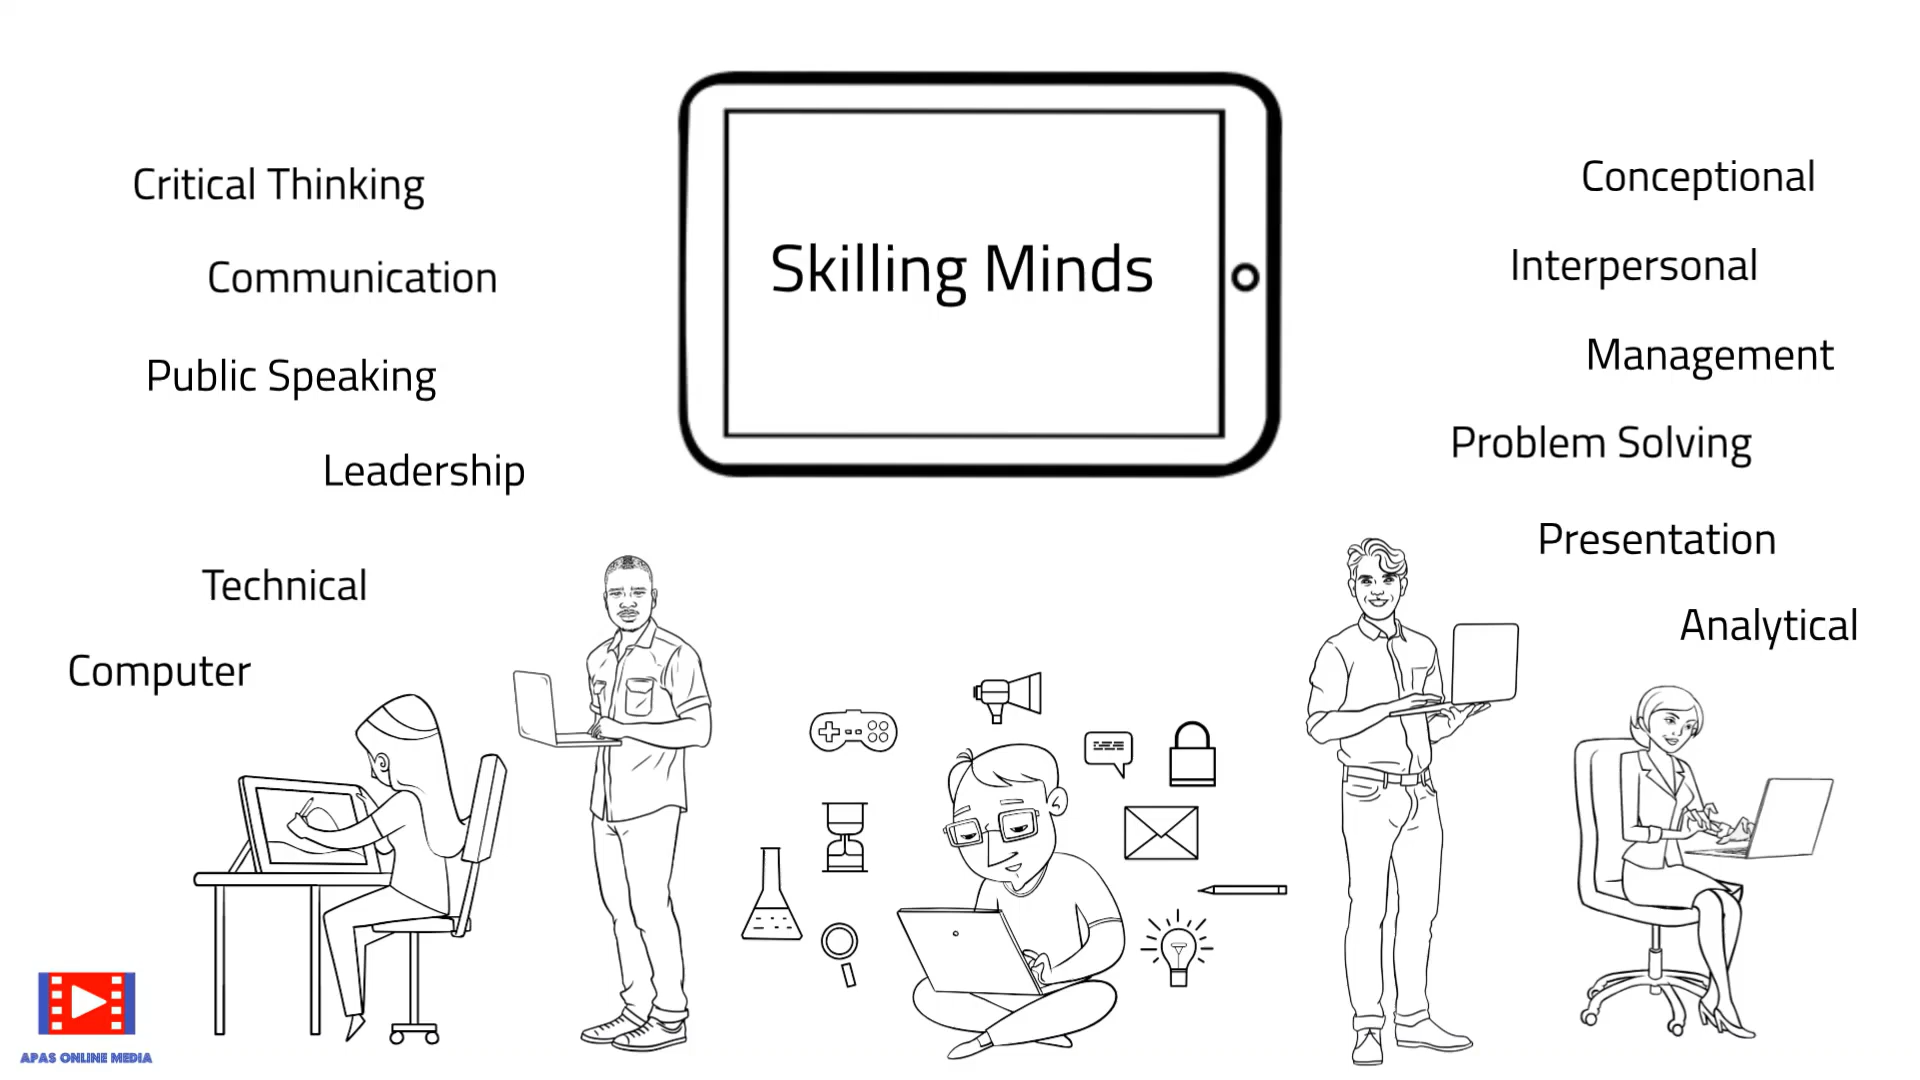 Skilling Minds
Critical Thinking
Communication
Public Speaking
Leadership
Technical
Computer
Conceptional
Interpersonal
Management
Problem Solving
Presentation
Analytical
APAS ONLINE MEDIA